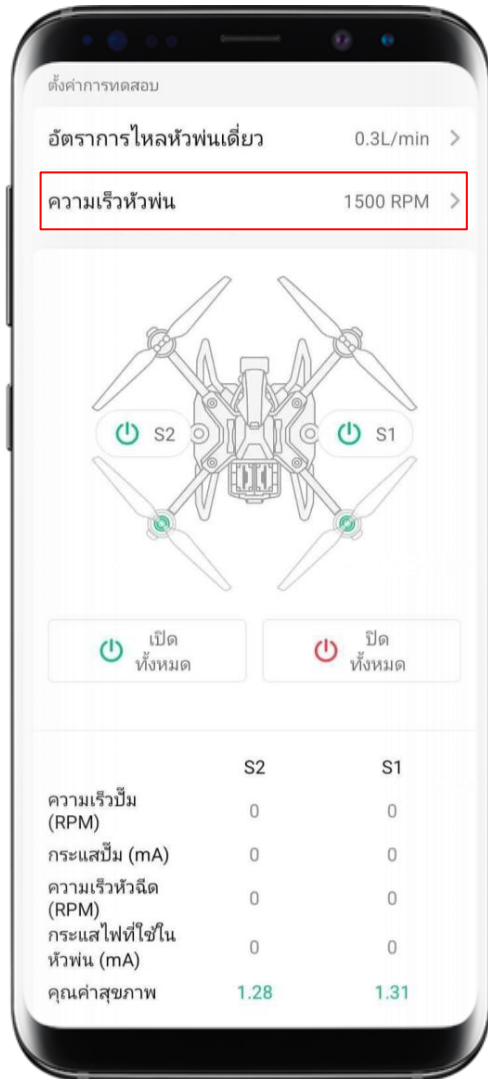 ตั้งค่าการทดสอบ
อัตราการไหลหัวพ่นเดี่ยว 0.3L/min
ความเร็วหัวพ่น 1500 RPM
S2 S1
เปิด
ทั้งหมด
ปิด
ทั้งหมด
S2 S1
ความเร็วปั๊ม
(RPM) 0 0
กระแสปั๊ม (mA) 0 0
ความเร็วหัวฉีด
(RPM) 0 0
กระแสไฟที่ใช้ใน
หัวพ่น (mA) 0 0
คุณค่าสุขภาพ 1.28 1.31